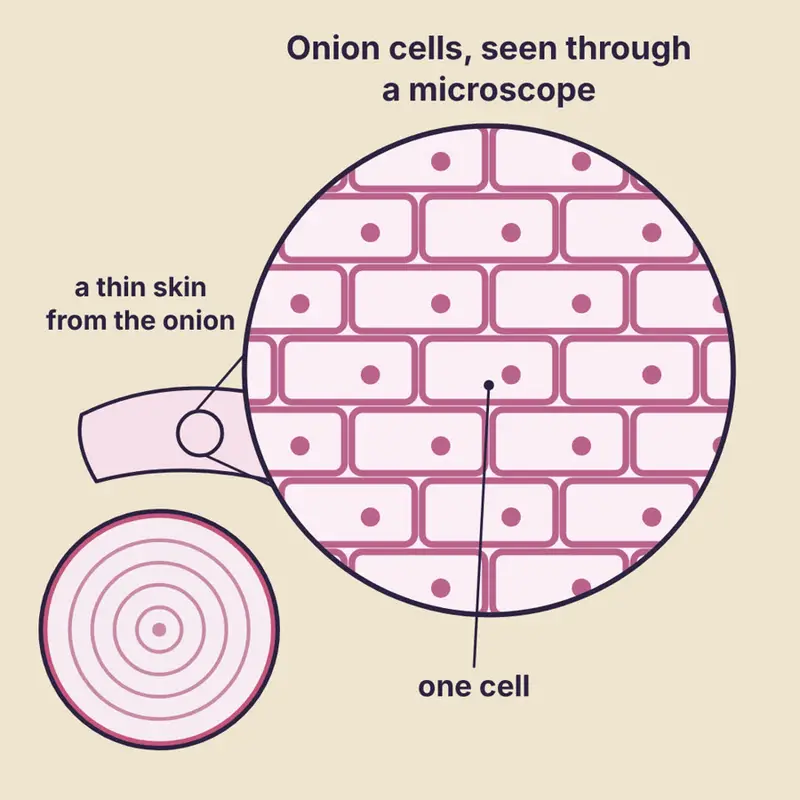 Onion cells, seen through
a microscope
a thin skin
from the onion
one cell